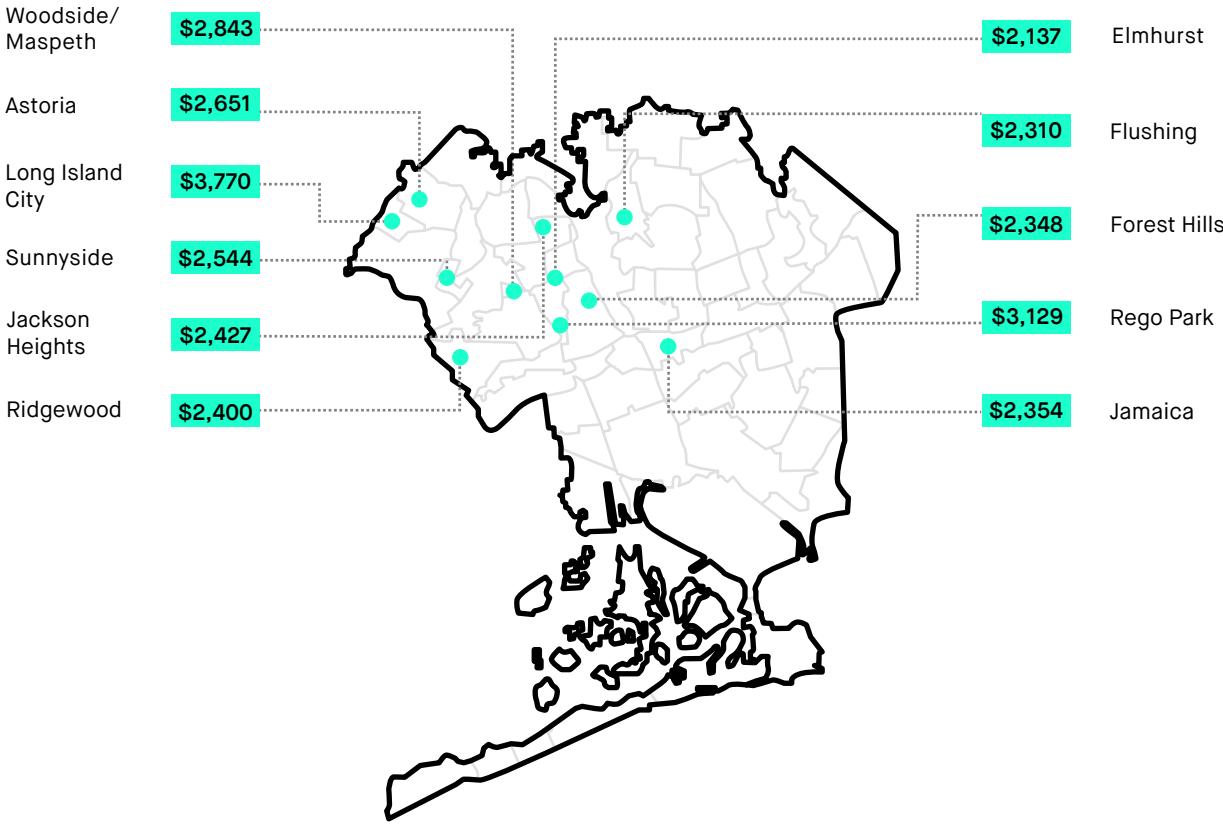 Woodside/
Maspeth
$2,843
Astoria
$2,651
Long Island
City
$3,770
Sunnyside
$2,544
Jackson
Heights
$2,427
Ridgewood
$2,400
$2,137
Elmhurst
$2,310
Flushing
$2,348
Forest Hills
$3,129
Rego Park
$2,354
Jamaica